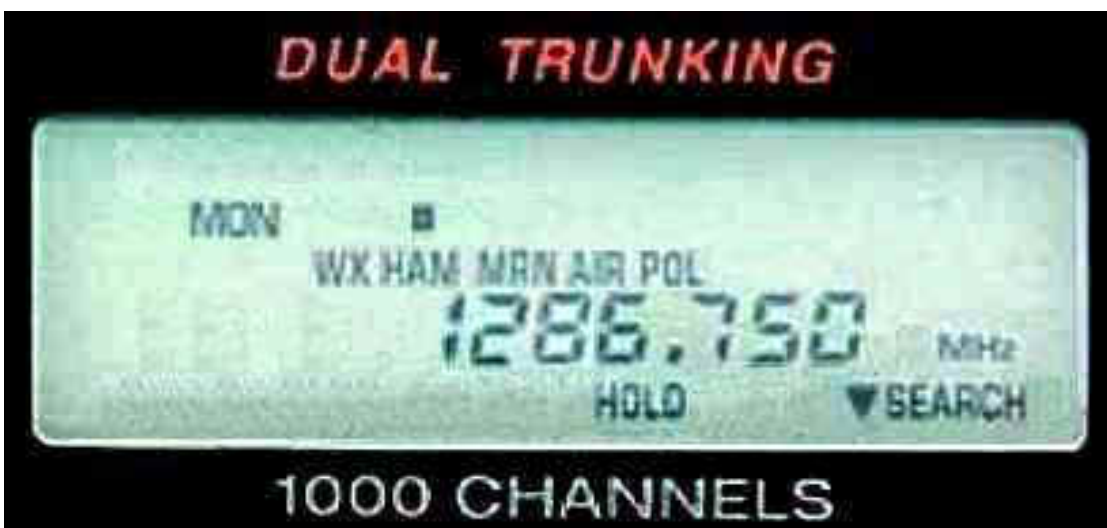 DUAL TRUNKING
MON
WX HAM MRN AIR POL
1286.750 MHz
HOLD ▼SEARCH
1000 CHANNELS